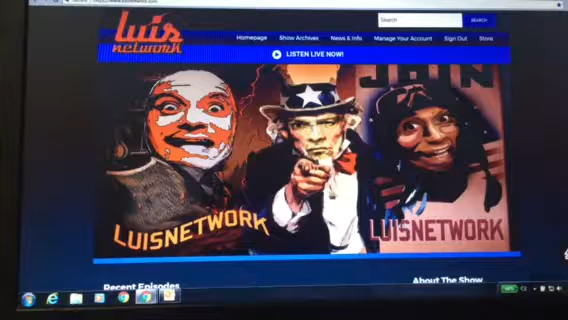 Luis
network
Search
SEARCH
Homepage Show Archives News & Info Manage Your Account Sign Out Store
LISTEN LIVE NOW!
JOIN
LUISNETWORK
LUISNETWORK
Recent Episodes
About The Show